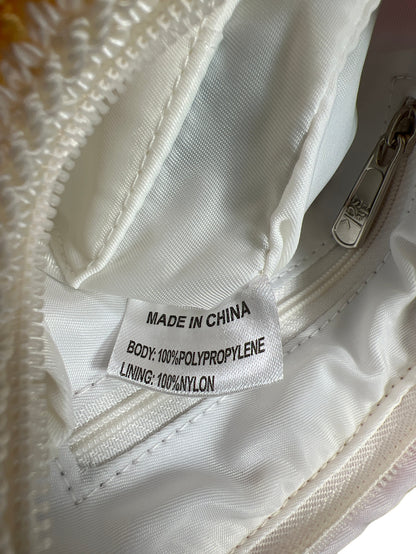 MADE IN CHINA
BODY: 100%POLYPROPYLENE
LINING: 100%NYLON